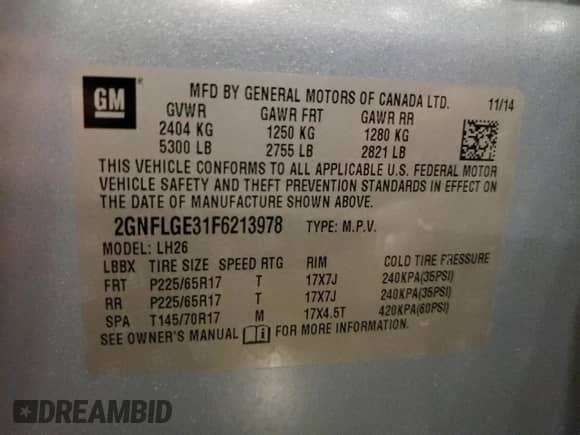 GM ® MFD BY GENERAL MOTORS OF CANADA LTD. 11/14
GVWR GAWR FRT GAWR RR
2404 KG 1250 KG 1280 KG
5300 LB 2755 LB 2821 LB
THIS VEHICLE CONFORMS TO ALL APPLICABLE U.S. FEDERAL MOTOR
VEHICLE SAFETY AND THEFT PREVENTION STANDARDS IN EFFECT ON
THE DATE OF MANUFACTURE SHOWN ABOVE.
2GNFLGE31F6213978 TYPE: M.P.V.
MODEL: LH26
LBBX TIRE SIZE SPEED RTG RIM COLD TIRE PRESSURE
FRT P225/65R17 T 17X7J 240KPA(35PSI)
RR P225/65R17 T 17X7J 240KPA(35PSI)
SPA T145/70R17 M 17X4.5T 420KPA(60PSI)
SEE OWNER'S MANUAL FOR MORE INFORMATION.
DREAMBID